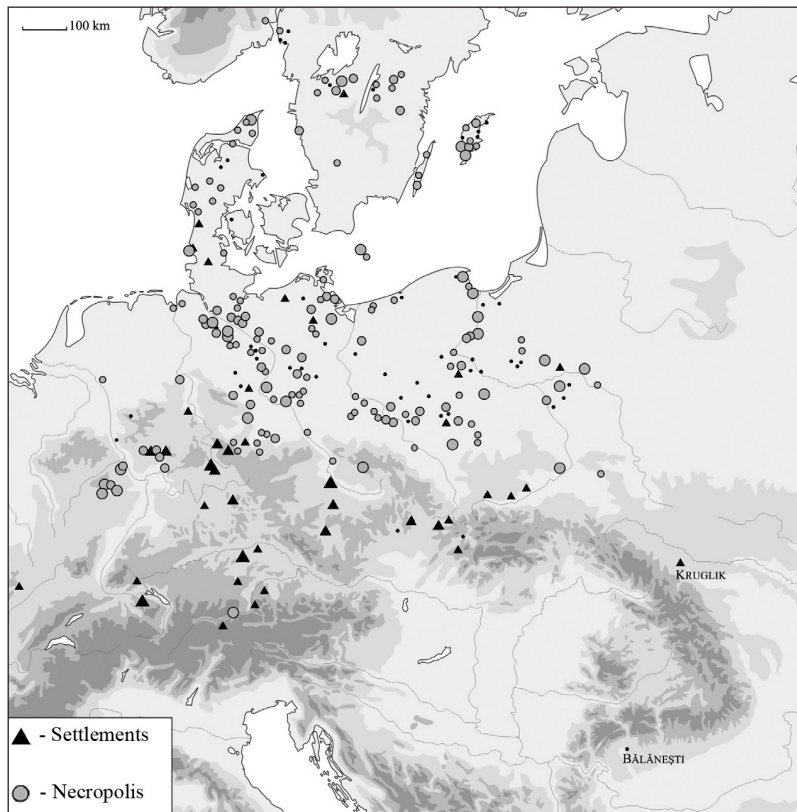 100 km
KRUGLIK
BĂLĂNEȘTI
- Settlements
- Necropolis